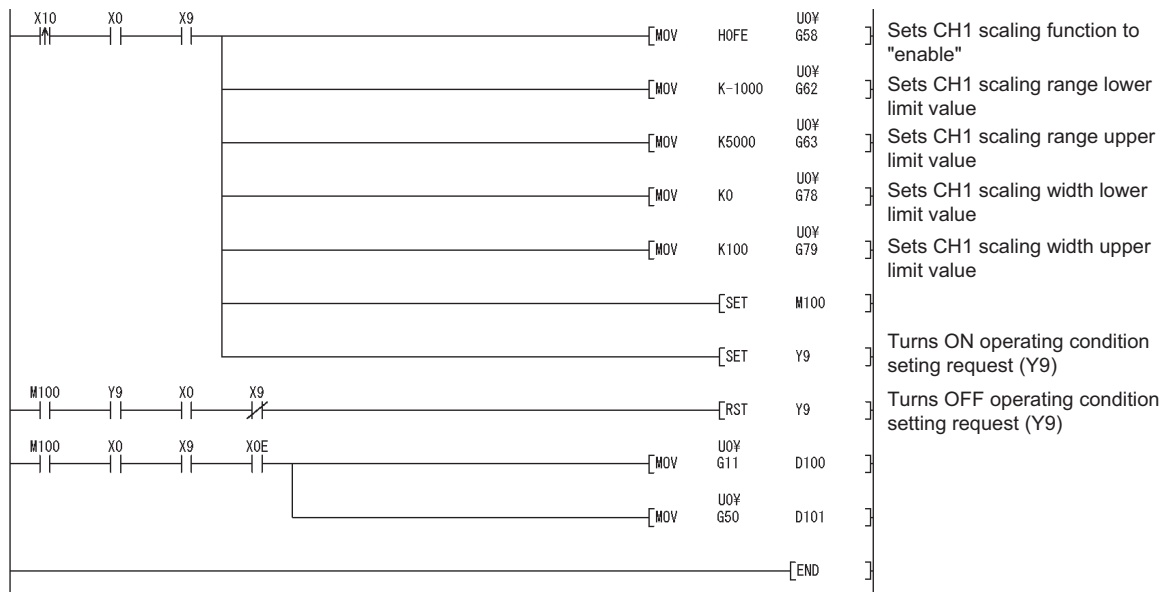 X10 X0 X9 U0¥
[MOV H0FE G58 ] Sets CH1 scaling function to
"enable"
U0¥
[MOV K-1000 G62 ] Sets CH1 scaling range lower
limit value
U0¥
[MOV K5000 G63 ] Sets CH1 scaling range upper
limit value
U0¥
[MOV K0 G78 ] Sets CH1 scaling width lower
limit value
U0¥
[MOV K100 G79 ] Sets CH1 scaling width upper
limit value
[SET M100 ]
[SET Y9 ] Turns ON operating condition
seting request (Y9)
M100 Y9 X0 X9
[RST Y9 ] Turns OFF operating condition
setting request (Y9)
M100 X0 X9 X0E U0¥
[MOV G11 D100 ]
U0¥
[MOV G50 D101 ]
[END ]